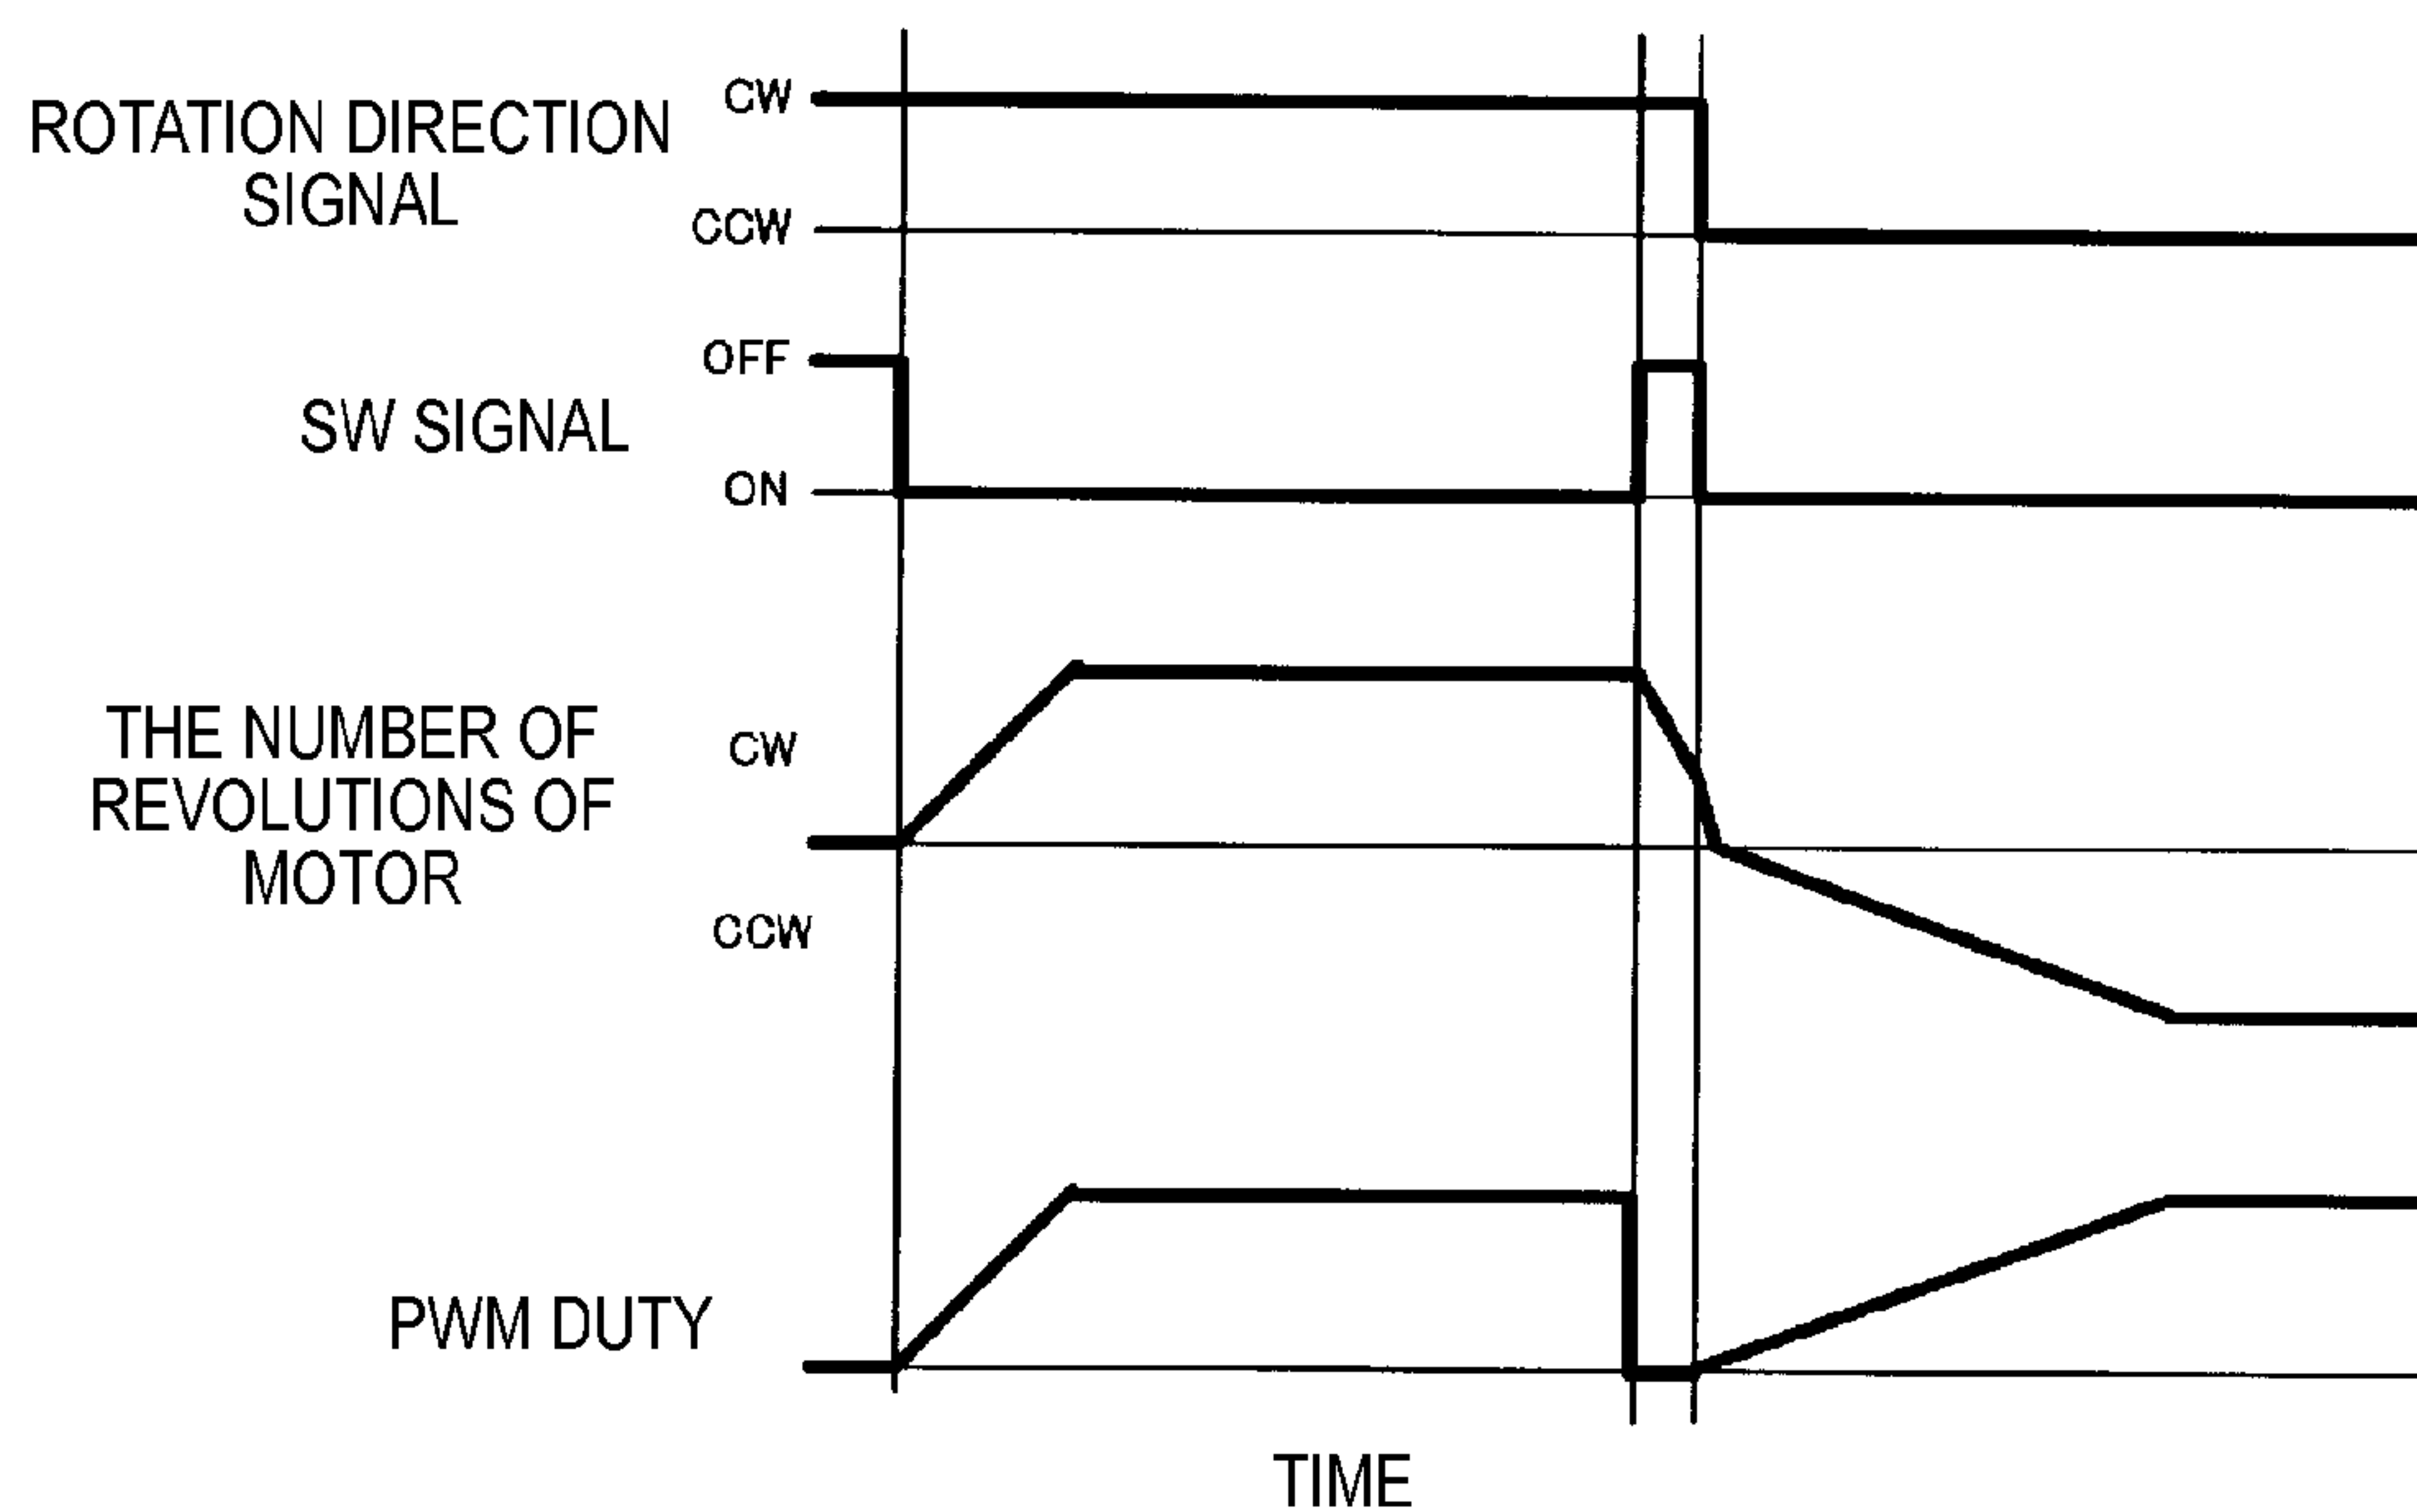 ROTATION DIRECTION
SIGNAL
CW
CCW
SW SIGNAL
OFF
ON
THE NUMBER OF
REVOLUTIONS OF
MOTOR
CW
CCW
PWM DUTY
TIME